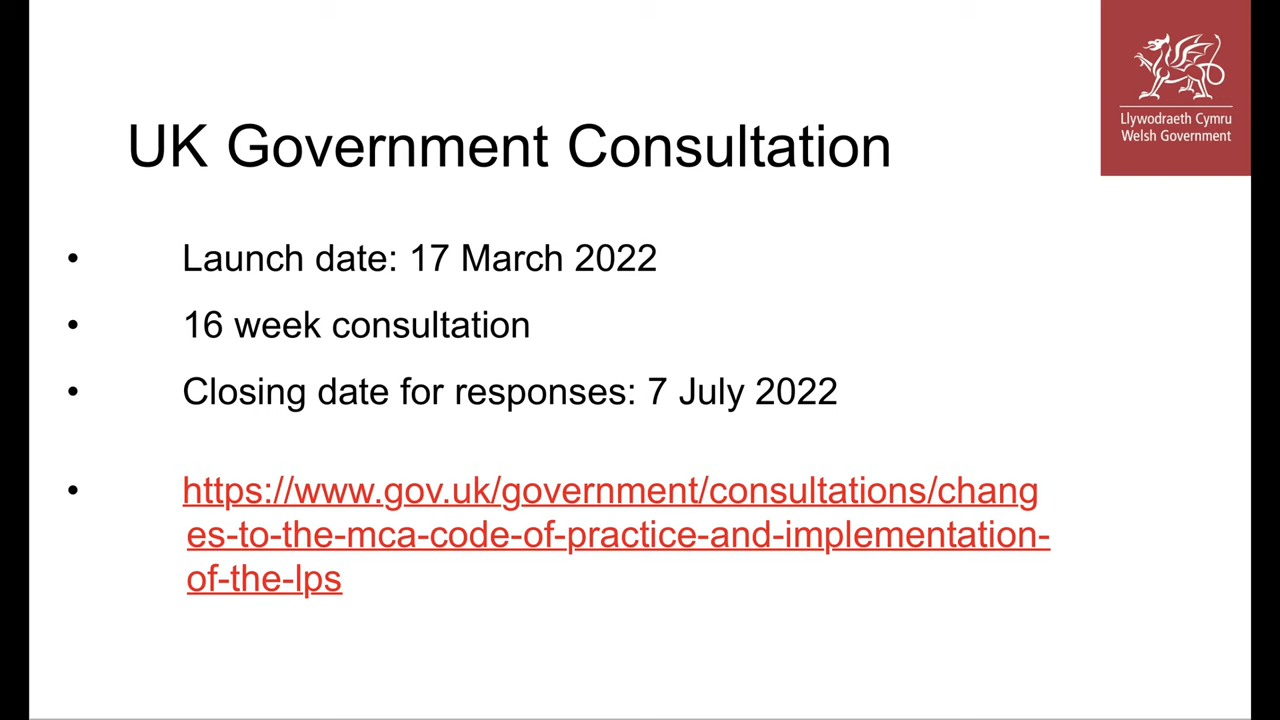 Llywodraeth Cymru
Welsh Government
UK Government Consultation
• Launch date: 17 March 2022
• 16 week consultation
• Closing date for responses: 7 July 2022
• https://www.gov.uk/government/consultations/chang
es-to-the-mca-code-of-practice-and-implementation-
of-the-lps